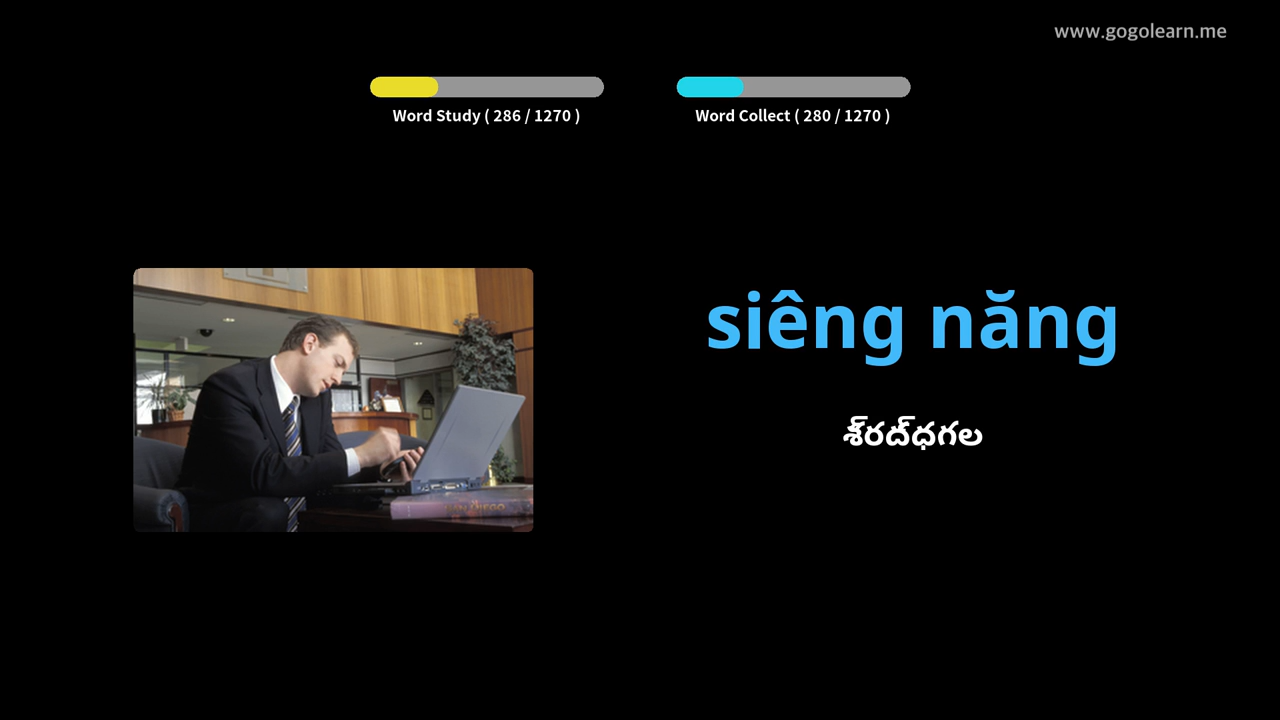 www.gogolearn.me
Word Study ( 286 / 1270 )
Word Collect ( 280 / 1270 )
siêng năng
శ్రద్ధగల